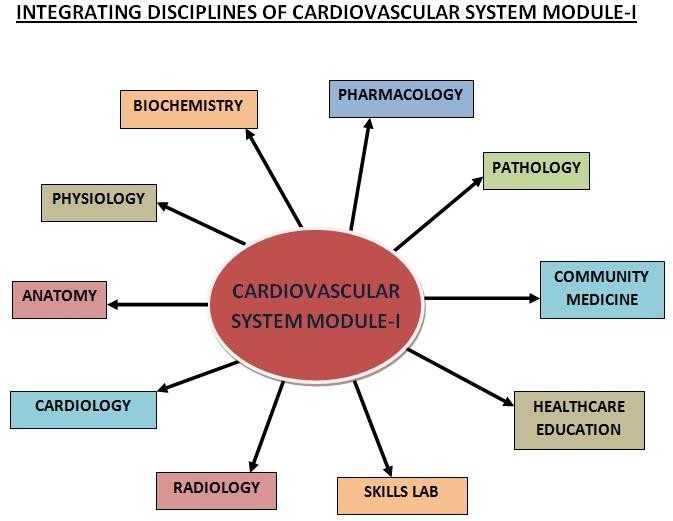 INTEGRATING DISCIPLINES OF CARDIOVASCULAR SYSTEM MODULE-I
PHARMACOLOGY
BIOCHEMISTRY
PATHOLOGY
PHYSIOLOGY
COMMUNITY
MEDICINE
ANATOMY
CARDIOVASCULAR
SYSTEM MODULE-I
CARDIOLOGY
HEALTHCARE
EDUCATION
RADIOLOGY
SKILLS LAB